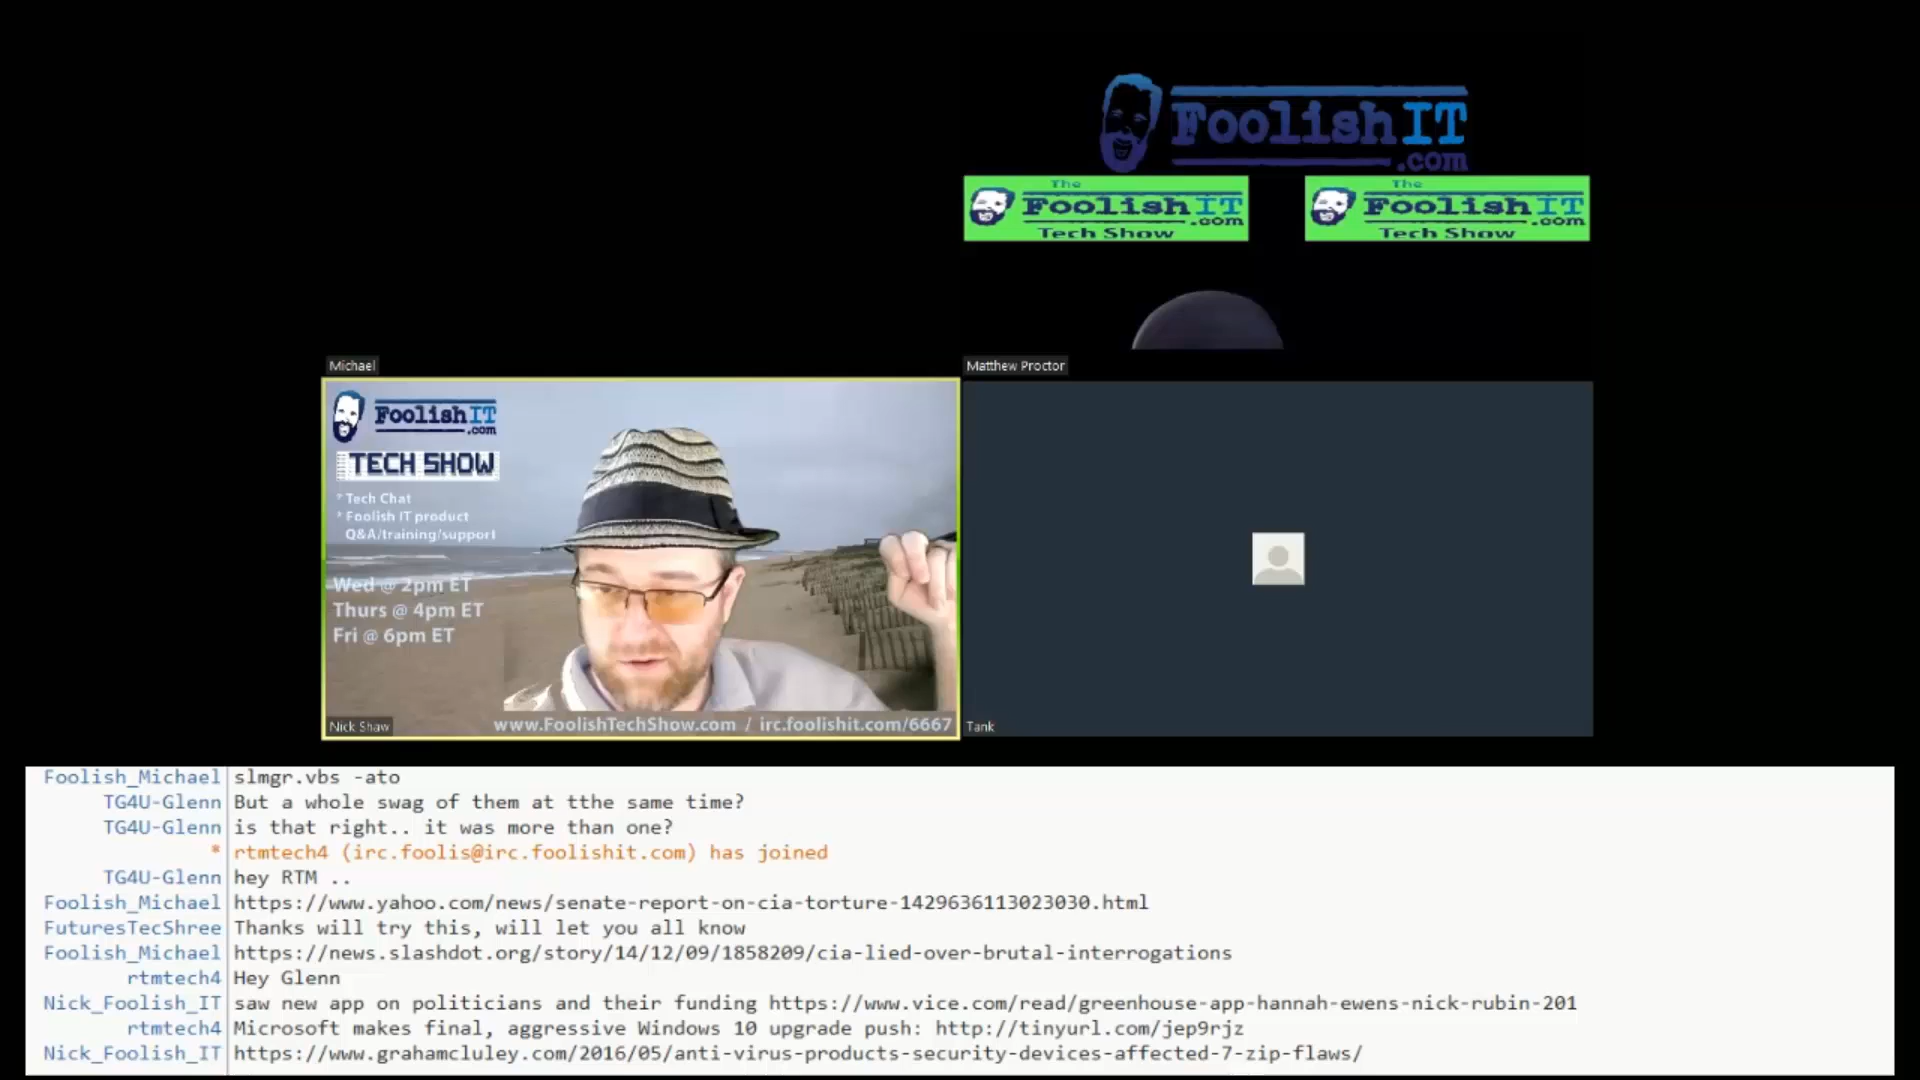 FoolishIT
.com
The
FoolishIT
.com
Tech Show
The
FoolishIT
.com
Tech Show
Michael
Matthew Proctor
FoolishIT
.com
TECH SHOW
* Tech Chat
* Foolish IT product
Q&A/training/support
Wed @ 2pm ET
Thurs @ 4pm ET
Fri @ 6pm ET
Nick Shaw
www.FoolishTechShow.com / irc.foolishit.com/6667
Tank
Foolish_Michael slmgr.vbs -ato
TG4U-Glenn But a whole swag of them at tthe same time?
TG4U-Glenn is that right.. it was more than one?
* rtmtech4 (irc.foolis@irc.foolishit.com) has joined
TG4U-Glenn hey RTM ..
Foolish_Michael https://www.yahoo.com/news/senate-report-on-cia-torture-1429636113023030.html
FuturesTecShree Thanks will try this, will let you all know
Foolish_Michael https://news.slashdot.org/story/14/12/09/1858209/cia-lied-over-brutal-interrogations
rtmtech4 Hey Glenn
Nick_Foolish_IT saw new app on politicians and their funding https://www.vice.com/read/greenhouse-app-hannah-ewens-nick-rubin-201
rtmtech4 Microsoft makes final, aggressive Windows 10 upgrade push: http://tinyurl.com/jep9rjz
Nick_Foolish_IT https://www.grahamcluley.com/2016/05/anti-virus-products-security-devices-affected-7-zip-flaws/